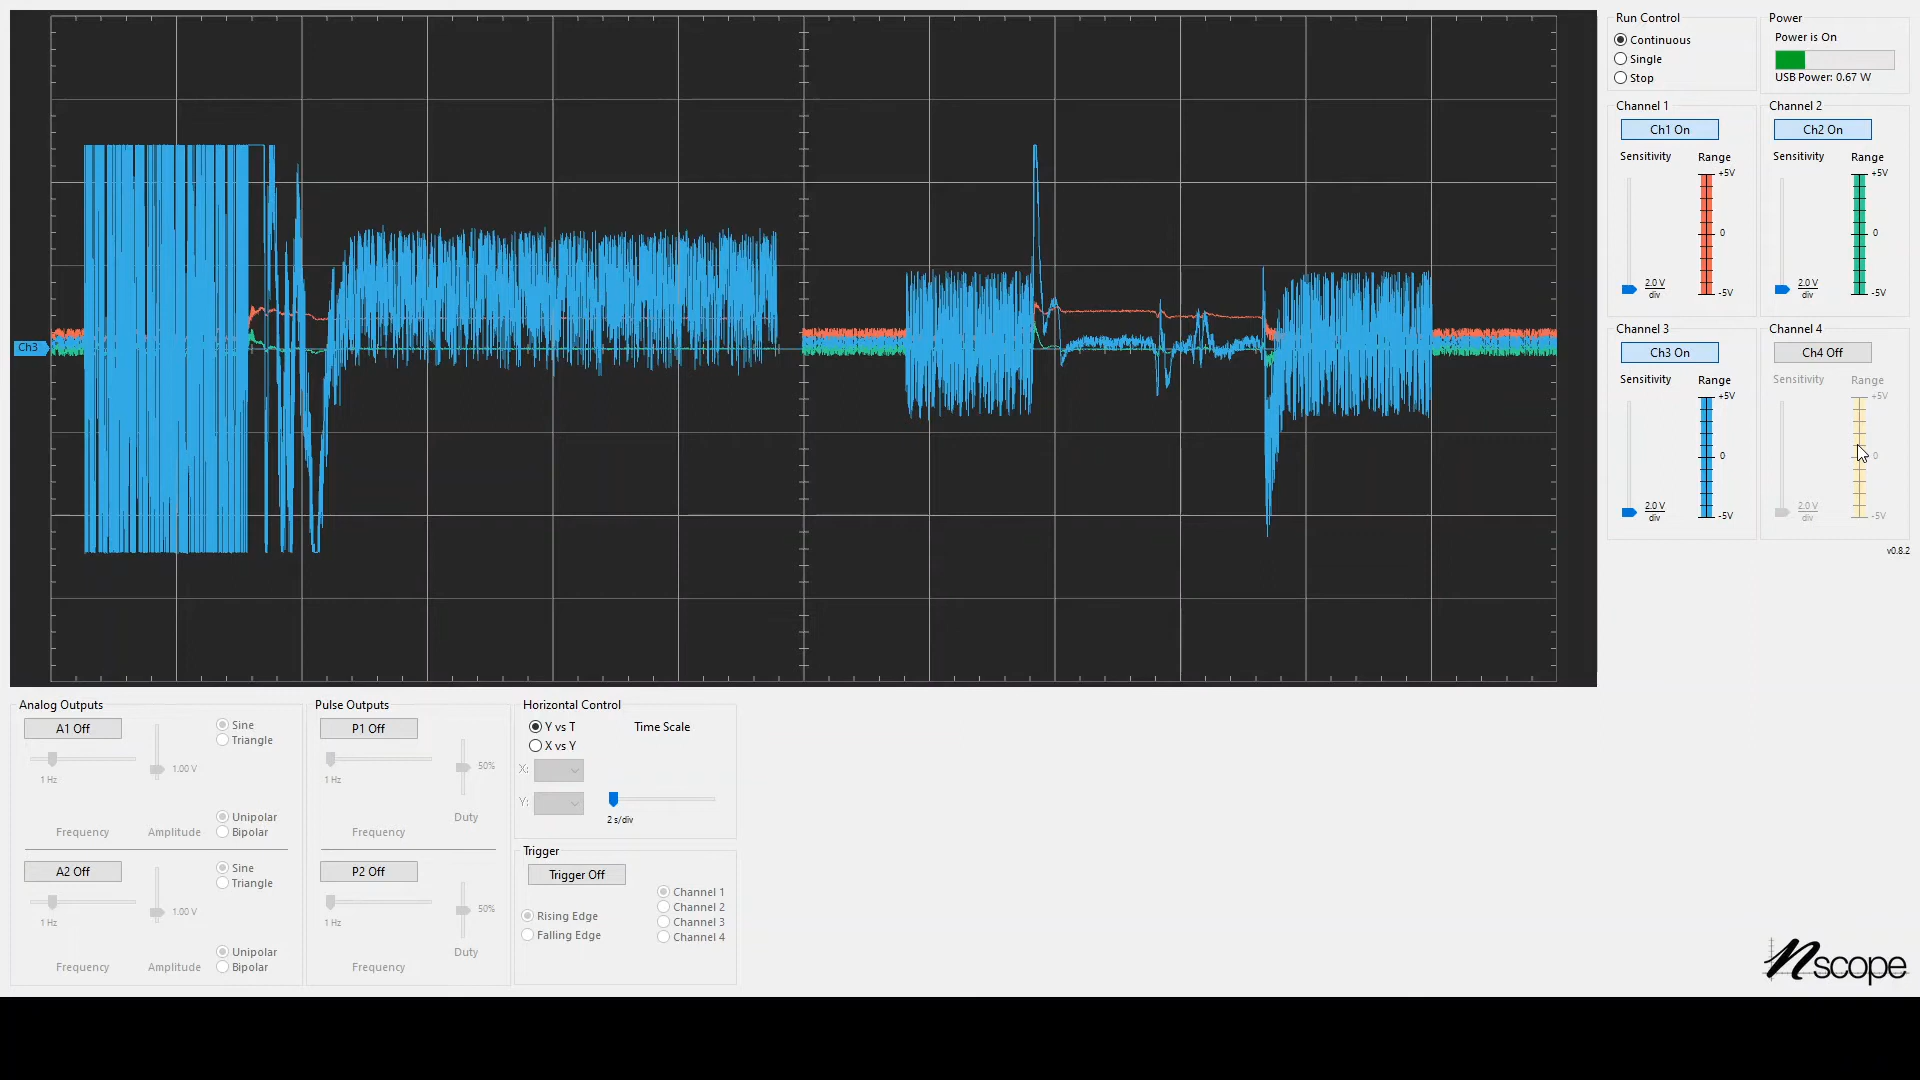 Run Control
Continuous
Single
Stop
Power
Power is On
USB Power: 0.67 W
Channel 1
Ch1 On
Sensitivity Range
+5V
0
2.0 V
div
-5V
Channel 2
Ch2 On
Sensitivity Range
+5V
0
2.0 V
div
-5V
Ch3
Channel 3
Ch3 On
Sensitivity Range
+5V
0
2.0 V
div
-5V
Channel 4
Ch4 Off
Sensitivity Range
+5V
0
2.0 V
div
-5V
v0.8.2
Analog Outputs
A1 Off
Sine
Triangle
1.00 V
1 Hz
Unipolar
Bipolar
Frequency Amplitude
A2 Off
Sine
Triangle
1.00 V
1 Hz
Unipolar
Bipolar
Frequency Amplitude
Pulse Outputs
P1 Off
50%
1 Hz
Duty
Frequency
P2 Off
50%
1 Hz
Duty
Frequency
Horizontal Control
Y vs T
X vs Y
Time Scale
X:
Y:
2 s/div
Trigger
Trigger Off
Rising Edge
Falling Edge
Channel 1
Channel 2
Channel 3
Channel 4
nscope